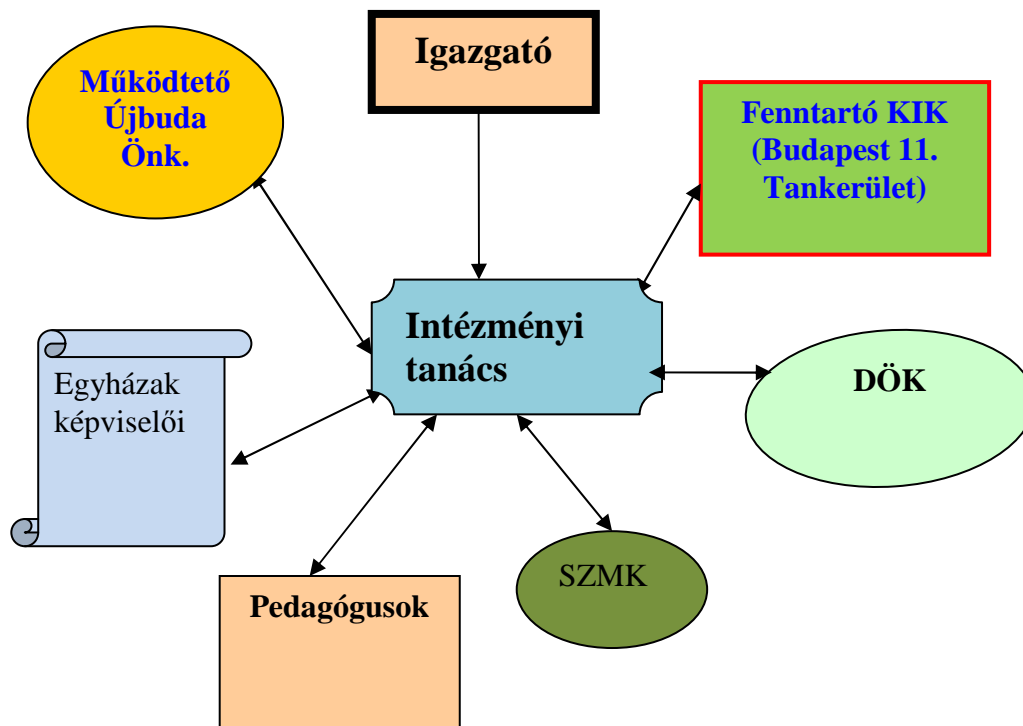 Igazgató
Működtető
Újbuda
Önk.
Fenntartó KIK
(Budapest 11.
Tankerület)
Intézményi
tanács
Egyházak
képviselői
DÖK
Pedagógusok
SZMK